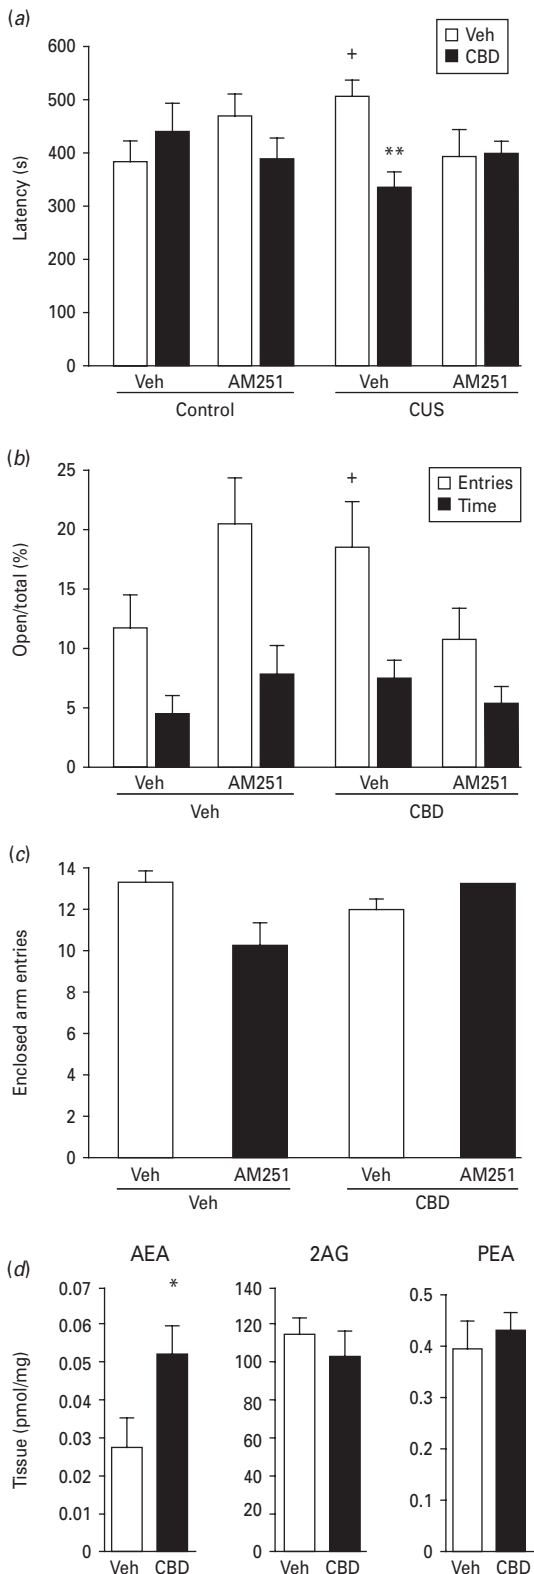 (a)
Veh
CBD
Latency (s)
600
500
400
300
200
100
0
+
**
Veh AM251 Veh AM251
Control CUS
(b)
Entries
Time
Open/total (%)
25
20
15
10
5
0
+
Veh AM251 Veh AM251
Veh CBD
(c)
Enclosed arm entries
14
12
10
8
6
4
2
0
Veh AM251 Veh AM251
Veh CBD
(d)
AEA 2AG PEA
Tissue (pmol/mg)
0.07
0.06
0.05
0.04
0.03
0.02
0.01
0
*
Veh CBD
140
120
100
80
60
40
20
0
Veh CBD
0.5
0.4
0.3
0.2
0.1
0
Veh CBD